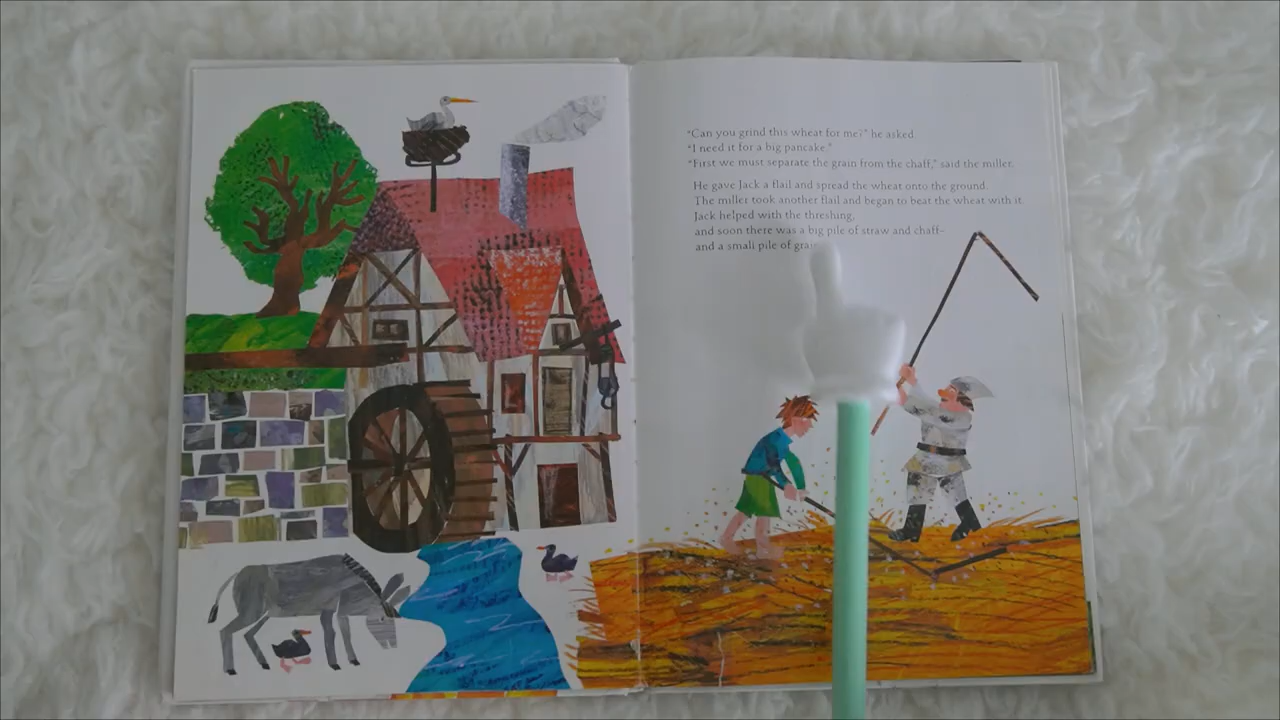 "Can you grind this wheat for me?" he asked.
"I need it for a big pancake."
"First we must separate the grain from the chaff," said the miller.
He gave Jack a flail and spread the wheat onto the ground.
The miller took another flail and began to beat the wheat with it.
Jack helped with the threshing,
and soon there was a big pile of straw and chaff–
and a small pile of